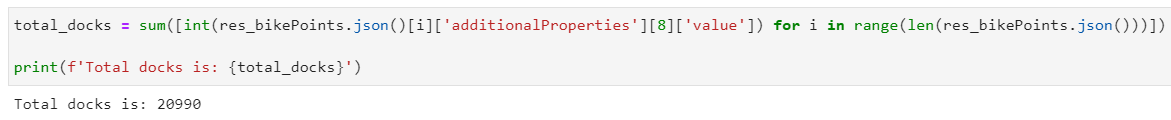 total_docks = sum([int(res_bikePoints.json()[i]['additionalProperties'][8]['value']) for i in range(len(res_bikePoints.json()))])
print(f'Total docks is: {total_docks}')
Total docks is: 20990